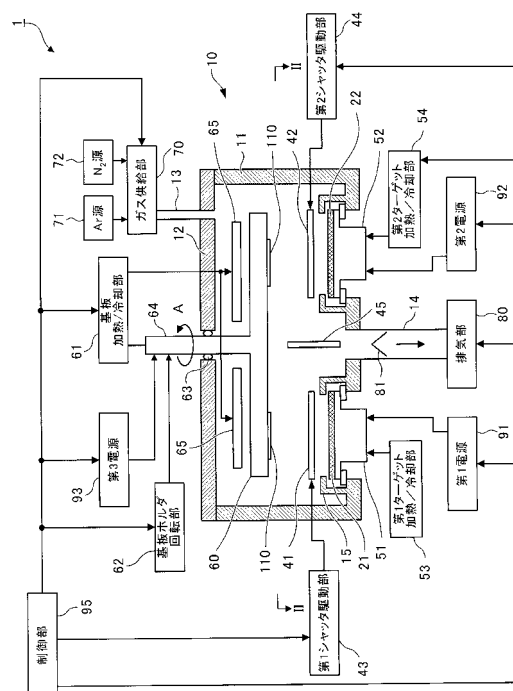 1
10
44
第2シャッタ駆動部
II
72
N₂源
71
Ar源
70
ガス供給部
13
12
11
65
110
42
22
52
54
第2ターゲット
加熱/冷却部
92
第2電源
61
基板
加熱/冷却部
64
A
63
45
14
81
80
排気部
93
第3電源
62
基板ホルダ
回転部
65
60
110
41
15
21
51
53
第1ターゲット
加熱/冷却部
91
第1電源
95
制御部
II
43
第1シャッタ駆動部